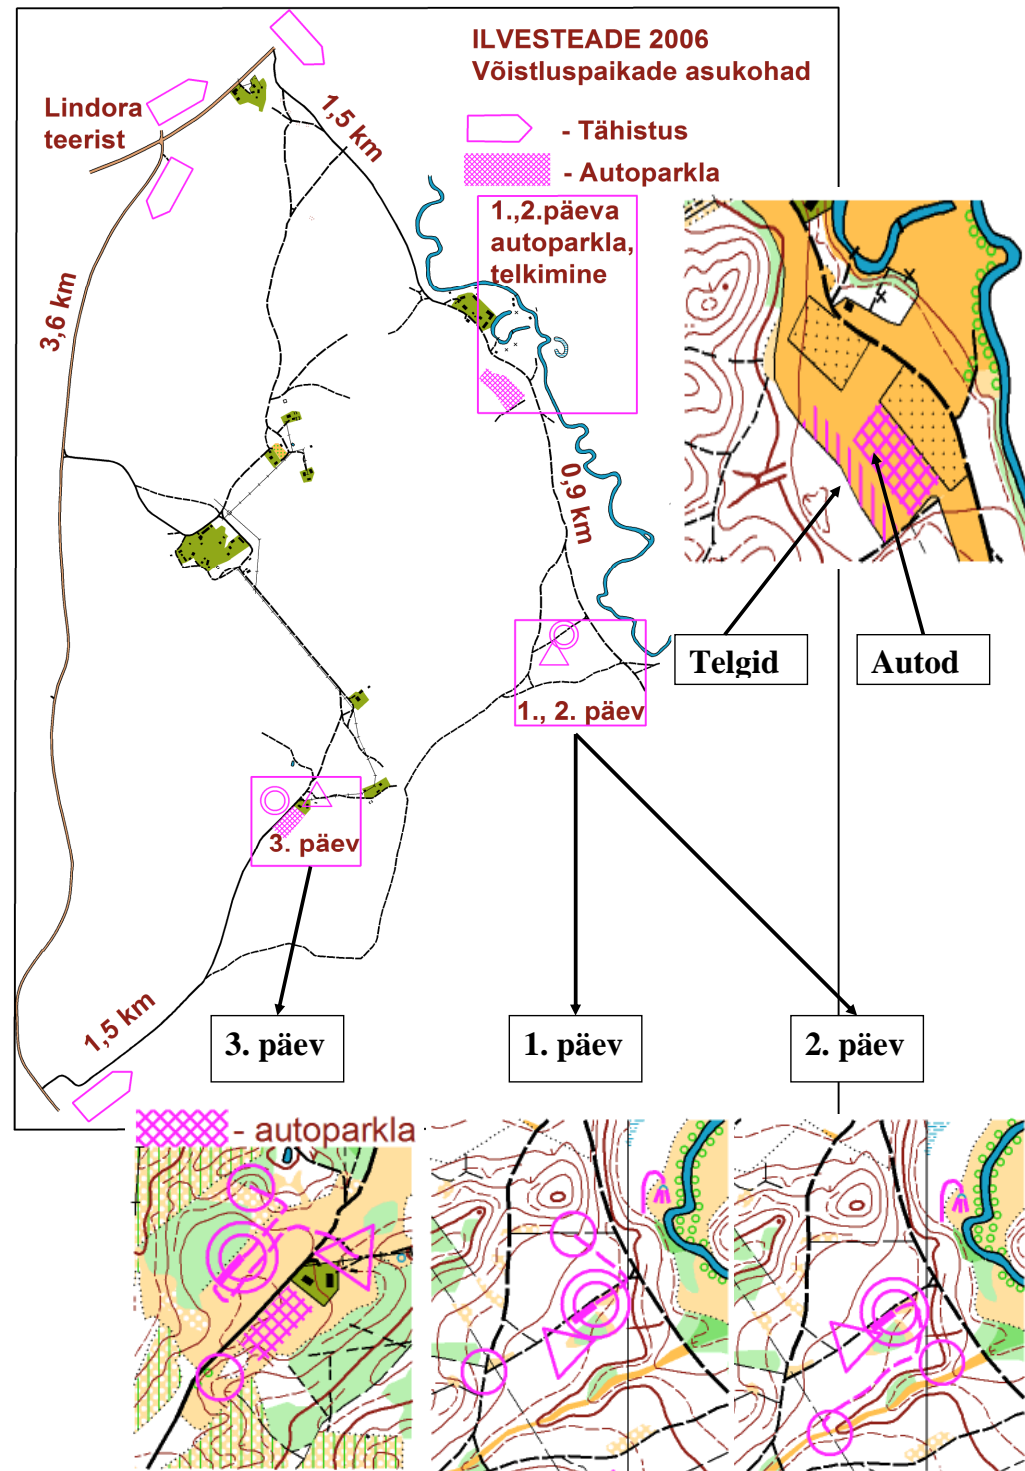 ILVESTEADE 2006
Võistluspaikade asukohad
Lindora
teerist
1,5 km
- Tähistus
- Autoparkla
1.,2.päeva
autoparkla,
telkimine
3,6 km
0,9 km
Telgid
Autod
1., 2. päev
3. päev
1,5 km
3. päev
1. päev
2. päev
- autoparkla